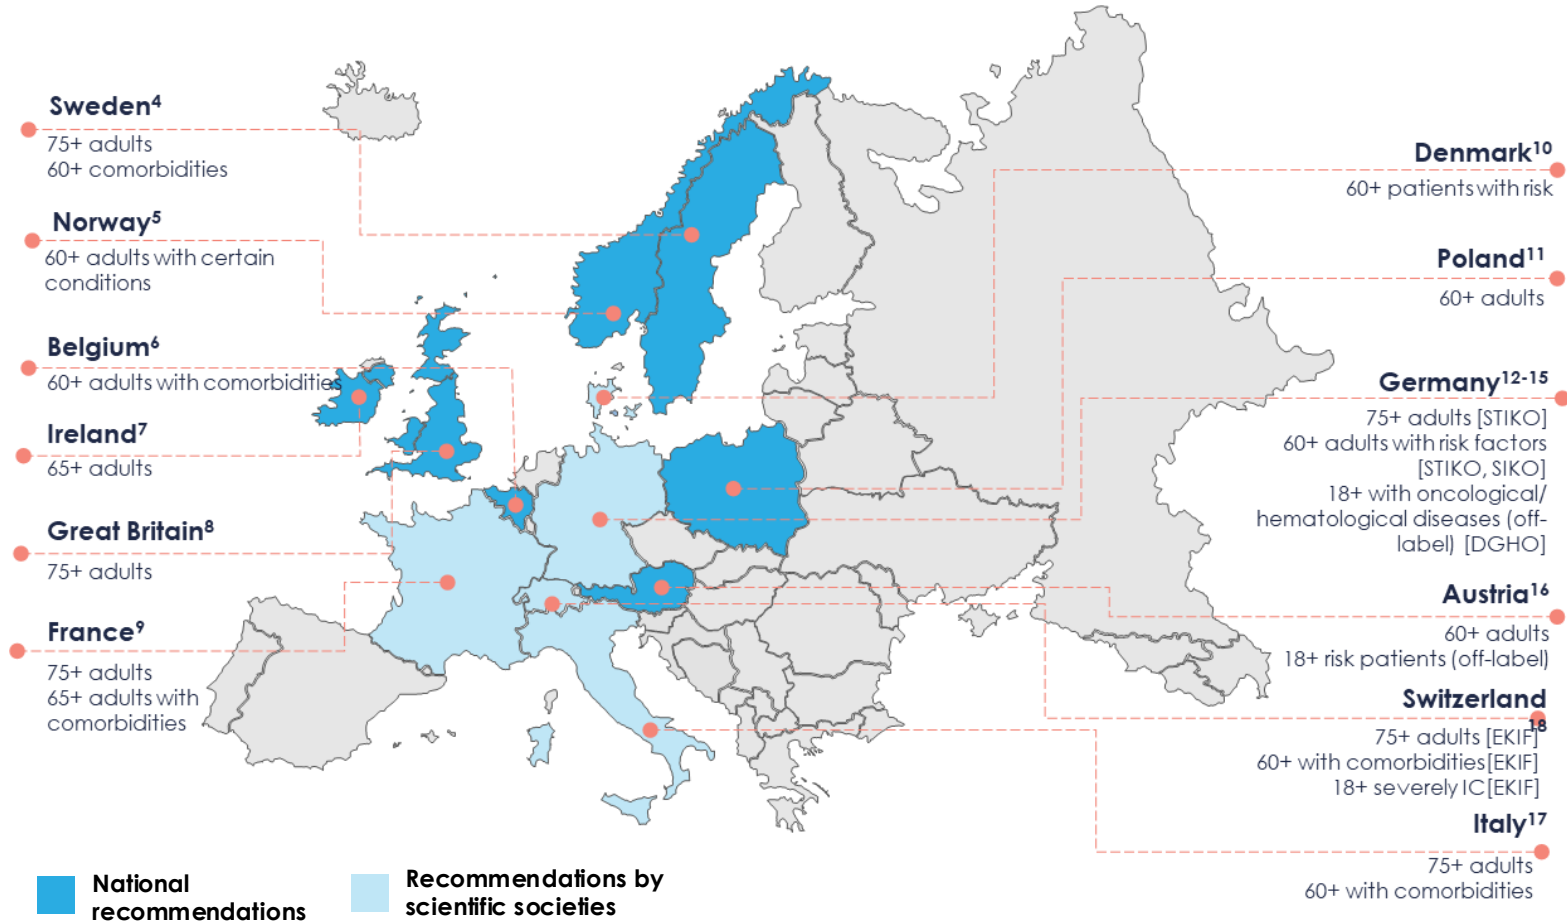 Sweden⁴
75+ adults
60+ comorbidities
Norway⁵
60+ adults with certain
conditions
Belgium⁶
60+ adults with comorbidities
Ireland⁷
65+ adults
Great Britain⁸
75+ adults
France⁹
75+ adults
65+ adults with
comorbidities
Denmark¹⁰
60+ patients with risk
Poland¹¹
60+ adults
Germany¹²⁻¹⁵
75+ adults [STIKO]
60+ adults with risk factors
[STIKO, SIKO]
18+ with oncological/
hematological diseases (off-
label) [DGHO]
Austria¹⁶
60+ adults
18+ risk patients (off-label)
Switzerland
18
75+ adults [EKIF]
60+ with comorbidities[EKIF]
18+ severely IC[EKIF]
Italy¹⁷
75+ adults
60+ with comorbidities
National
recommendations
Recommendations by
scientific societies